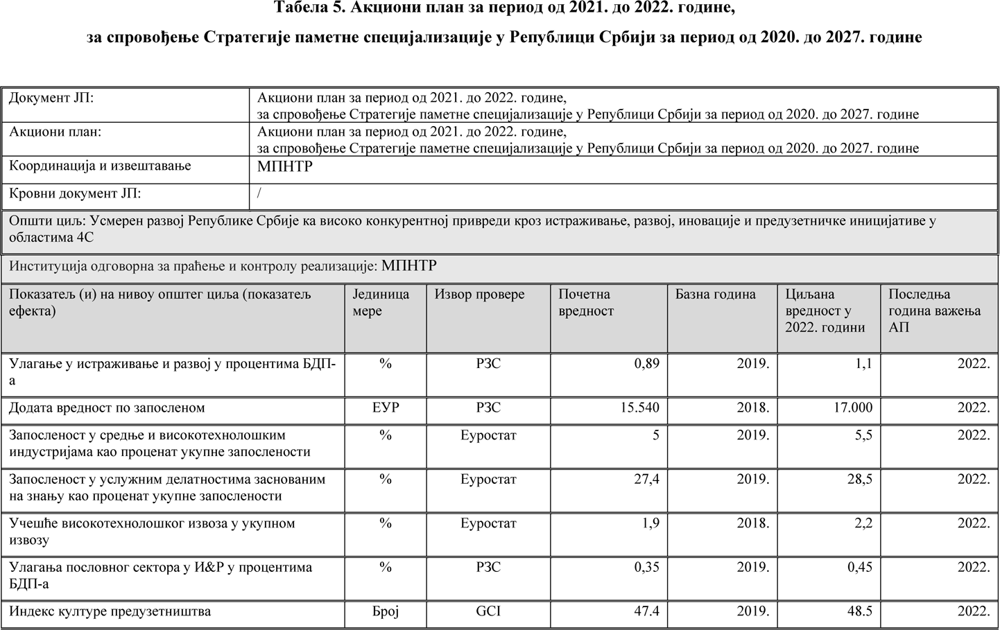 Табела 5. Акциони план за период од 2021. до 2022. године,
за спровођење Стратегије паметне специјализације у Републици Србији за период од 2020. до 2027. године
Документ ЈП:
Акциони план за период од 2021. до 2022. године,
за спровођење Стратегије паметне специјализације у Републици Србији за период од 2020. до 2027. године
Акциони план:
Акциони план за период од 2021. до 2022. године,
за спровођење Стратегије паметне специјализације у Републици Србији за период од 2020. до 2027. године
Координација и извештавање
МПНТР
Кровни документ ЈП:
/
Општи циљ: Усмерен развој Републике Србије ка високо конкурентној привреди кроз истраживање, развој, иновације и предузетничке иницијативе у
областима 4С
Институција одговорна за праћење и контролу реализације: МПНТР
Показатељ (и) на нивоу општег циља (показатељ
ефекта)
Јединица
мере
Извор провере
Почетна
вредност
Базна година
Циљана
вредност у
2022. години
Последња
година важења
АП
Улагање у истраживање и развој у процентима БДП-
а
%
РЗС
0,89
2019.
1,1
2022.
Додата вредност по запосленом
ЕУР
РЗС
15.540
2018.
17.000
2022.
Запосленост у средње и високотехнолошким
индустријама као проценат укупне запослености
%
Еуростат
5
2019.
5,5
2022.
Запосленост у услужним делатностима заснованим
на знању као проценат укупне запослености
%
Еуростат
27,4
2019.
28,5
2022.
Учешће високотехнолошког извоза у укупном
извозу
%
Еуростат
1,9
2018.
2,2
2022.
Улагања пословног сектора у И&Р у процентима
БДП-а
%
РЗС
0,35
2019.
0,45
2022.
Индекс културе предузетништва
Број
GCI
47.4
2019.
48.5
2022.